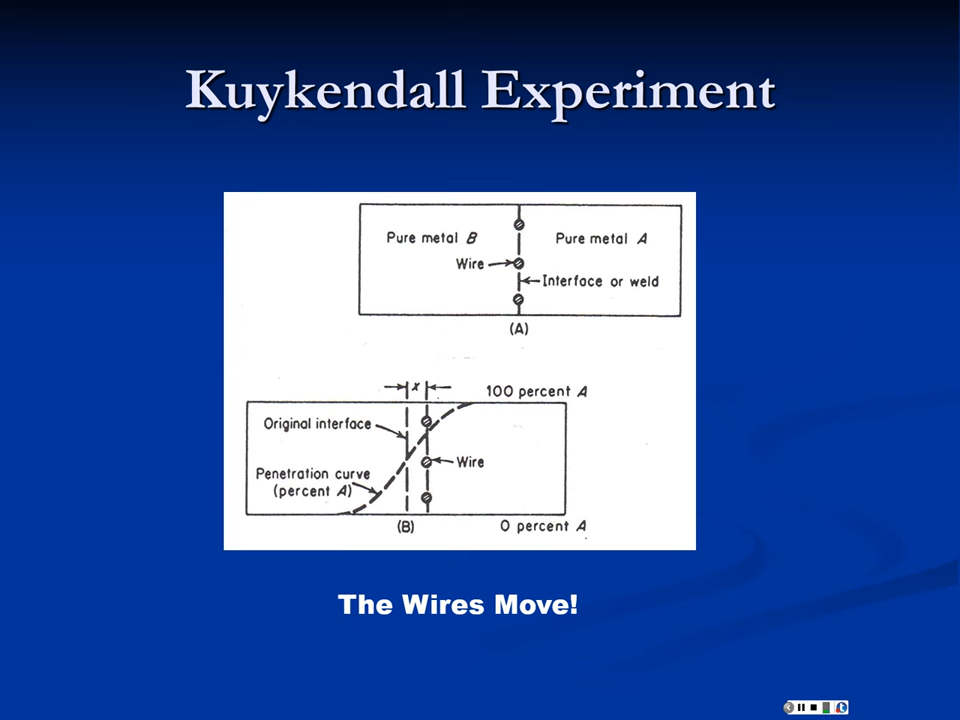 Kuykendall Experiment
Pure metal B
Pure metal A
Wire
Interface or weld
(A)
x
100 percent A
Original interface
Wire
Penetration curve
(percent A)
(B)
0 percent A
The Wires Move!